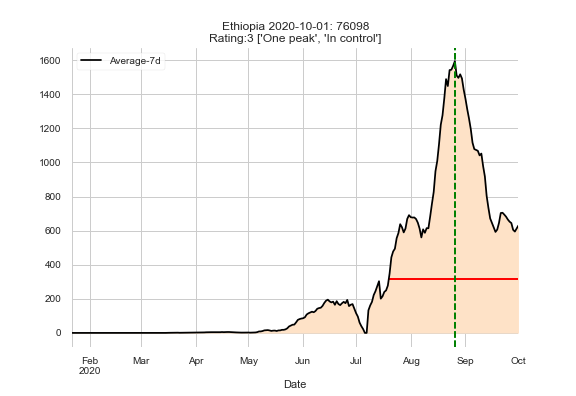 Ethiopia 2020-10-01: 76098
Rating:3 ['One peak', 'In control']
Average-7d
1600
1400
1200
1000
800
600
400
200
0
Feb Mar Apr May Jun Jul Aug Sep Oct
2020
Date